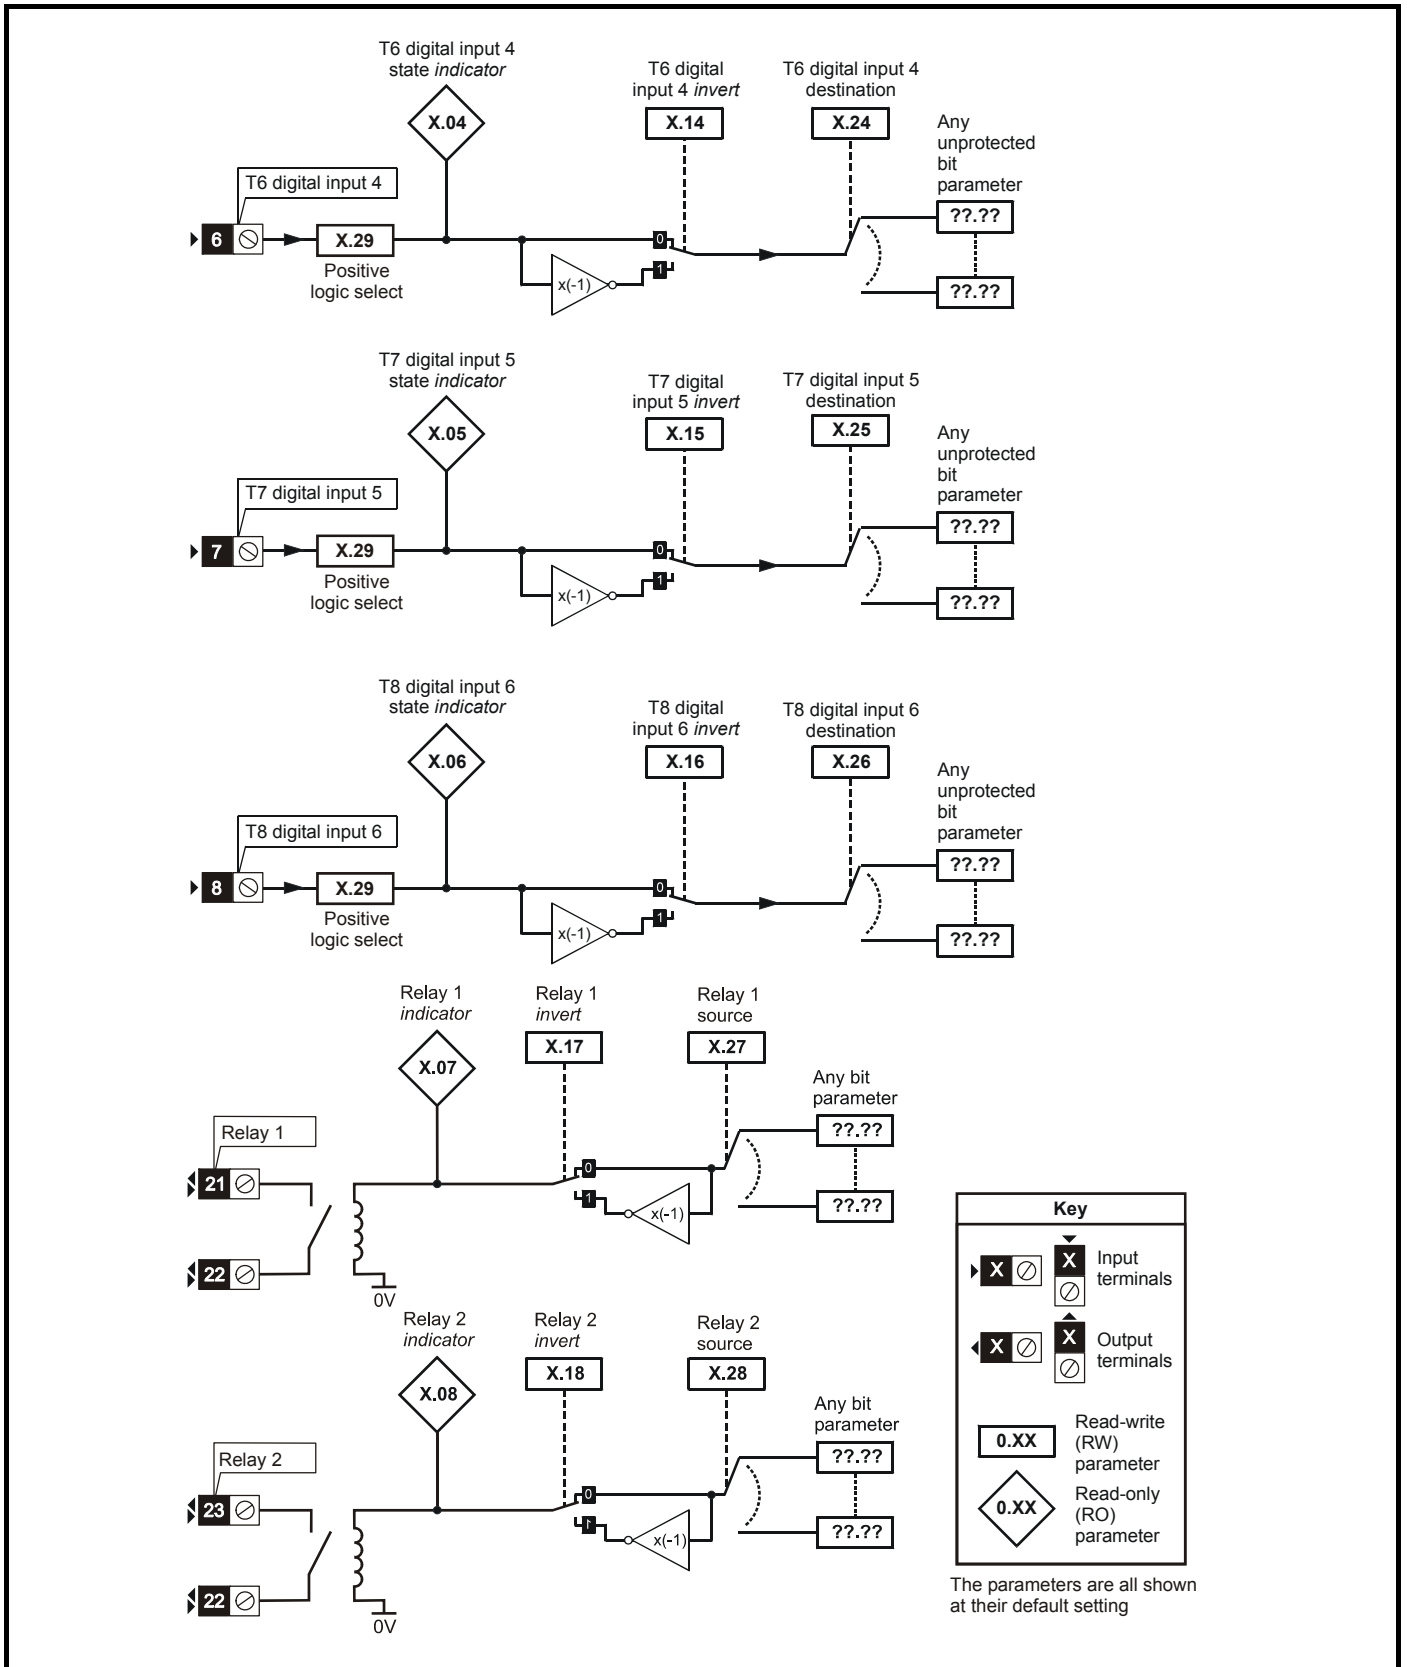 T6 digital input 4
state indicator
X.04
T6 digital
input 4 invert
X.14
T6 digital input 4
destination
X.24
Any
unprotected
bit
parameter
??.??
??.??
T6 digital input 4
6
X.29
Positive
logic select
x(-1)
0
1
T7 digital input 5
state indicator
X.05
T7 digital
input 5 invert
X.15
T7 digital input 5
destination
X.25
Any
unprotected
bit
parameter
??.??
??.??
T7 digital input 5
7
X.29
Positive
logic select
x(-1)
0
1
T8 digital input 6
state indicator
X.06
T8 digital
input 6 invert
X.16
T8 digital input 6
destination
X.26
Any
unprotected
bit
parameter
??.??
??.??
T8 digital input 6
8
X.29
Positive
logic select
x(-1)
0
1
Relay 1
indicator
X.07
Relay 1
invert
X.17
Relay 1
source
X.27
Any bit
parameter
??.??
??.??
Relay 1
21
22
0V
0
1
x(-1)
Relay 2
indicator
X.08
Relay 2
invert
X.18
Relay 2
source
X.28
Any bit
parameter
??.??
??.??
Relay 2
23
22
0V
0
1
x(-1)
Key
X
X
Input
terminals
X
X
Output
terminals
0.XX
Read-write
(RW)
parameter
0.XX
Read-only
(RO)
parameter
The parameters are all shown
at their default setting